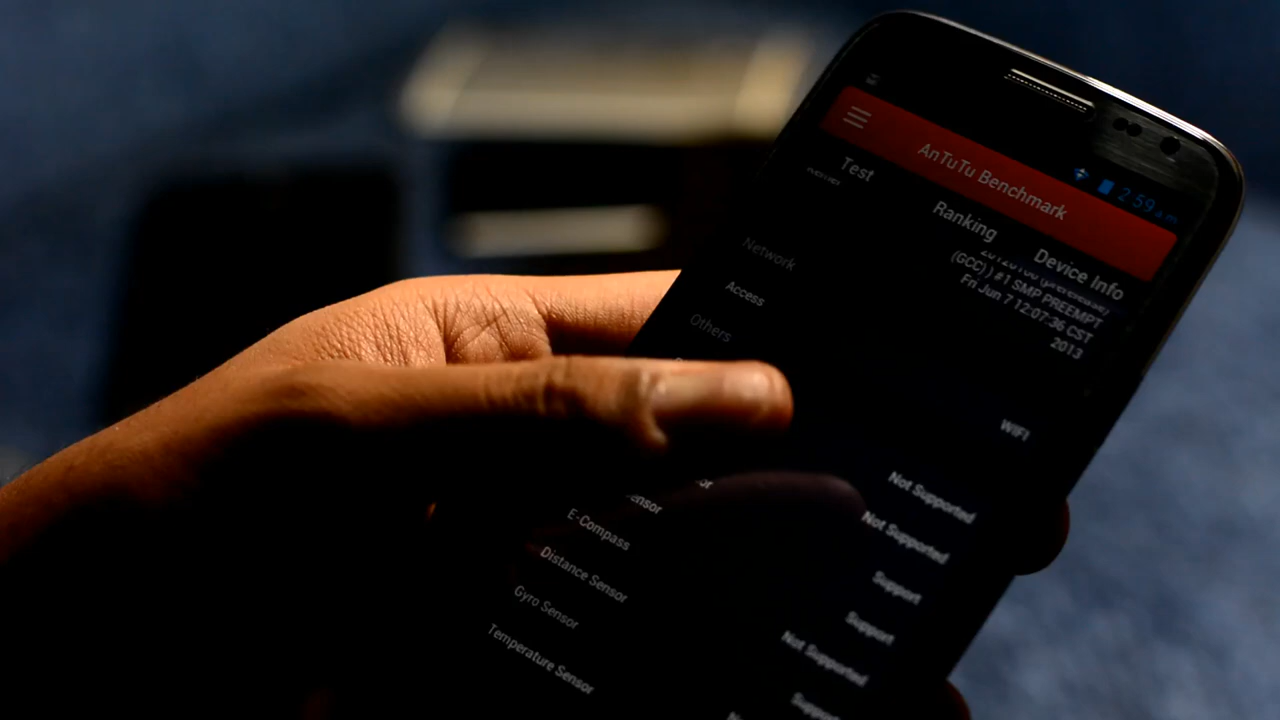 2:59 am
AnTuTu Benchmark
Test
Ranking
Device Info
(GCC) ) #1 SMP PREEMPT
Fri Jun 7 12:07:36 CST
2013
Network
Access
WIFI
Others
Not Supported
Not Supported
E-Compass
Support
Distance Sensor
Support
Gyro Sensor
Not Supported
Temperature Sensor